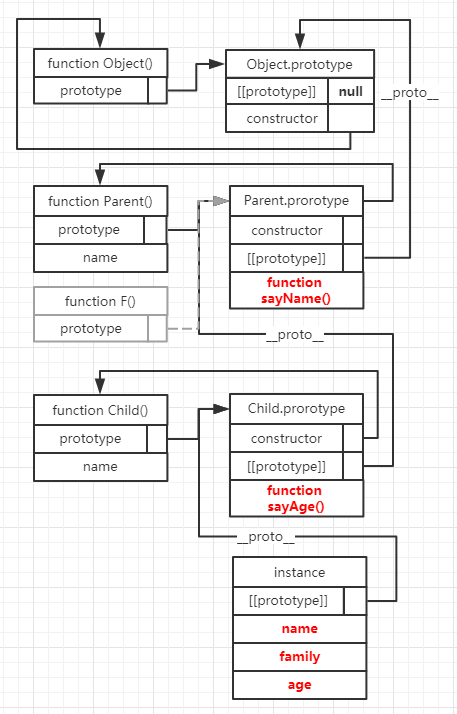 function Object()
prototype
Object.prototype
[[prototype]]
null
constructor
__proto__
function Parent()
prototype
name
Parent.prorotype
constructor
[[prototype]]
function
sayName()
function F()
prototype
__proto__
function Child()
prototype
name
Child.prorotype
constructor
[[prototype]]
function
sayAge()
__proto__
instance
[[prototype]]
name
family
age